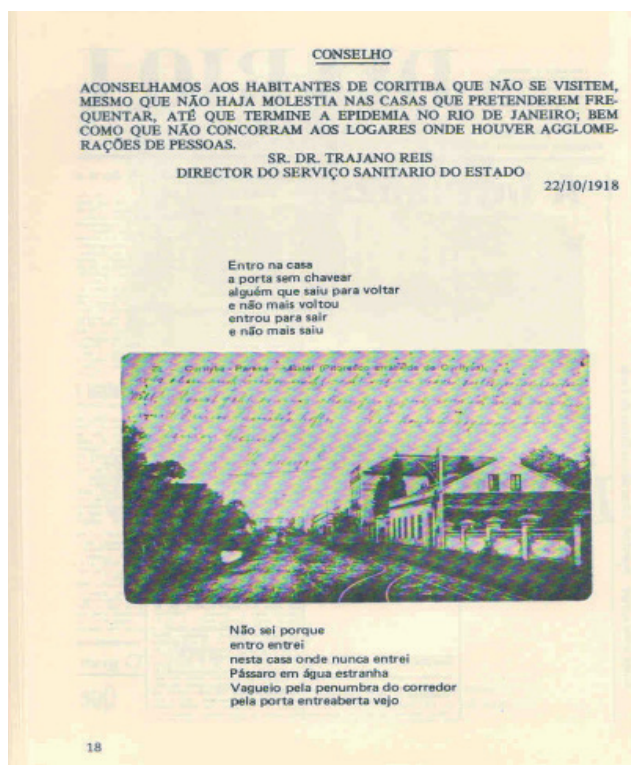 CONSELHO
ACONSELHAMOS AOS HABITANTES DE CORITIBA QUE NÃO SE VISITEM,
MESMO QUE NÃO HAJA MOLESTIA NAS CASAS QUE PRETENDEREM FRE-
QUENTAR, ATÉ QUE TERMINE A EPIDEMIA NO RIO DE JANEIRO; BEM
COMO QUE NÃO CONCORRAM AOS LOGARES ONDE HOUVER AGGLOME-
RAÇÕES DE PESSOAS.
SR. DR. TRAJANO REIS
DIRECTOR DO SERVIÇO SANITARIO DO ESTADO
22/10/1918
Entro na casa
a porta sem chavear
alguém que saiu para voltar
e não mais voltou
entrou para sair
e não mais saiu
Curityba - Paraná
Não sei porque
entro entrei
nesta casa onde nunca entrei
Pássaro em água estranha
Vagueio pela penumbra do corredor
pela porta entreaberta vejo
18